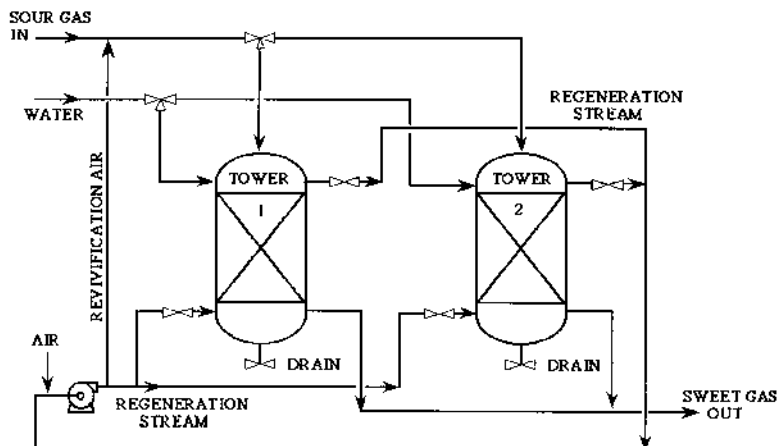 SOUR GAS
IN
WATER
REGENERATION
STREAM
TOWER
1
TOWER
2
REVIVIFICATION AIR
AIR
DRAIN
DRAIN
REGENERATION
STREAM
SWEET GAS
OUT